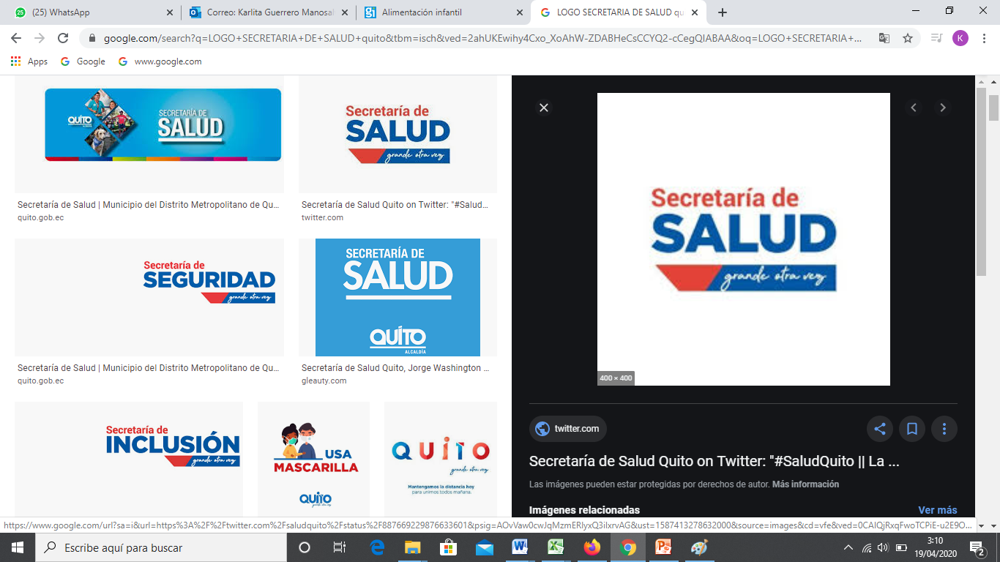 (25) WhatsApp
Correo: Karlita Guerrero Manosal
Alimentación infantil
LOGO SECRETARIA DE SALUD qu
google.com/search?q=LOGO+SECRETARIA+DE+SALUD+quito&tbm=isch&ved=2ahUKEwihy4Cxo_XoAhW-ZDABHeCsCCYQ2-cCegQIABAA&oq=LOGO+SECRETARIA+...
K
Apps
Google
www.google.com
QUITO
SECRETARÍA DE
SALUD
Secretaría de Salud | Municipio del Distrito Metropolitano de Qu...
quito.gob.ec
Secretaría de
SALUD
grande otra vez
Secretaría de Salud Quito on Twitter: "#Salud...
twitter.com
Secretaría de
SEGURIDAD
grande otra vez
Secretaría de Salud | Municipio del Distrito Metropolitano de Qu...
quito.gob.ec
SECRETARÍA DE
SALUD
QUITO
ALCALDÍA
Secretaría de Salud Quito, Jorge Washington ...
gleauty.com
Secretaría de
INCLUSIÓN
grande otra vez
USA
MASCARILLA
QUITO
grande otra vez
QUITO
grande otra vez
Mantengamos la distancia hoy
para unirnos todos mañana.
Secretaría de
SALUD
grande otra vez
400 × 400
twitter.com
Secretaría de Salud Quito on Twitter: "#SaludQuito || La ...
Las imágenes pueden estar protegidas por derechos de autor. Más información
Imágenes relacionadas
Ver más
https://www.google.com/url?sa=i&url=https%3A%2F%2Ftwitter.com%2Fsaludquito%2Fstatus%2F887669229876633601&psig=AOvVaw0cwJqMzmERlyxQ3iIxrvAG&ust=1587413278632000&source=images&cd=vfe&ved=0CAIQjRxqFwoTCPiE-u2E9O...
Escribe aquí para buscar
3:10
19/04/2020
2